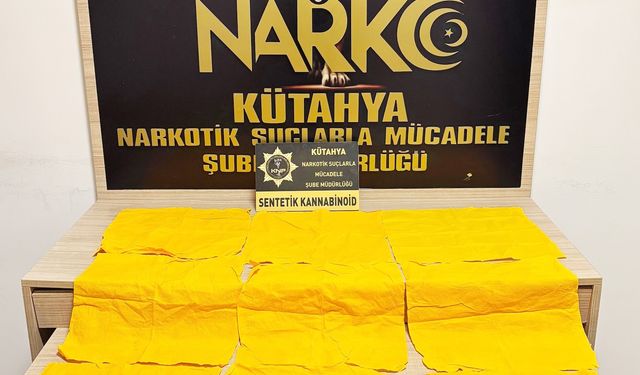 NARKO
KÜTAHYA
NARKOTİK SUÇLARLA MÜCADELE
ŞUBE MÜDÜRLÜĞÜ
KÜTAHYA
NARKOTİK SUÇLARLA
MÜCADELE
ŞUBE MÜDÜRLÜĞÜ
SENTETİK KANNABİNOİD